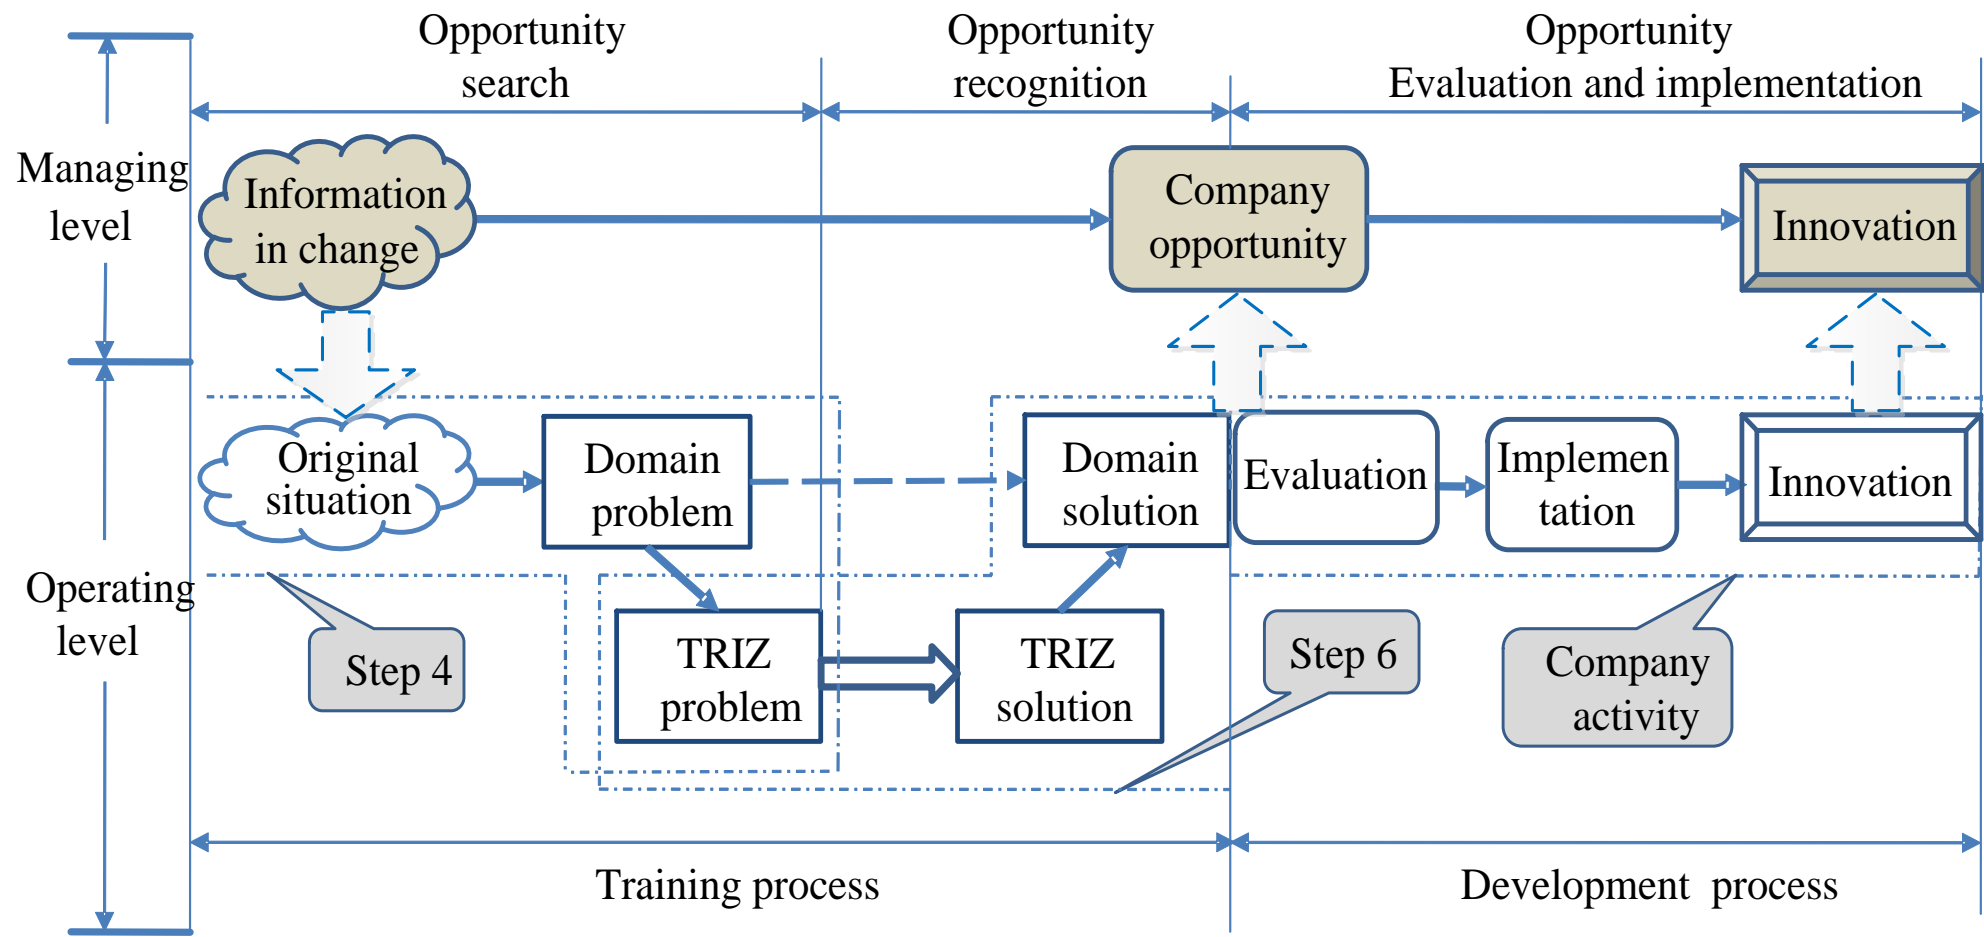 Opportunity
search
Opportunity
recognition
Opportunity
Evaluation and implementation
Managing
level
Information
in change
Company
opportunity
Innovation
Original
situation
Domain
problem
Domain
solution
Evaluation
Implemen
tation
Innovation
Operating
level
Step 4
TRIZ
problem
TRIZ
solution
Step 6
Company
activity
Training process
Development process